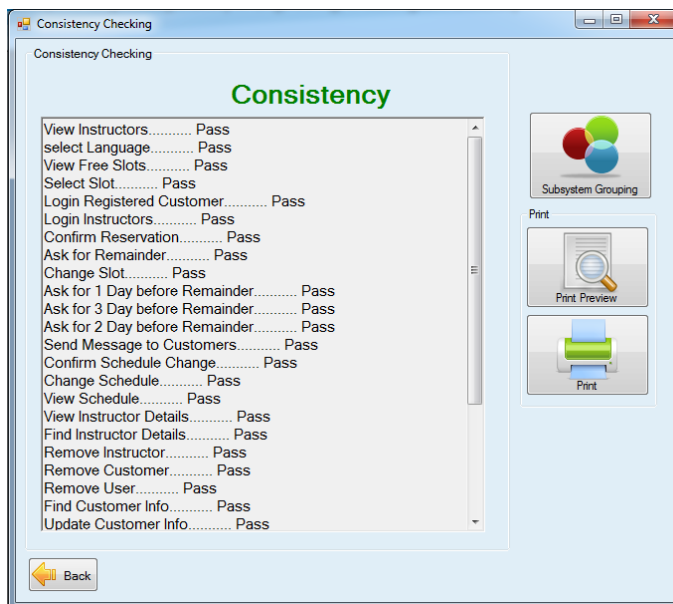 Consistency Checking
Consistency Checking
Consistency
View Instructors........... Pass
select Language........... Pass
View Free Slots........... Pass
Select Slot........... Pass
Login Registered Customer........... Pass
Login Instructors........... Pass
Confirm Reservation........... Pass
Ask for Remainder........... Pass
Change Slot........... Pass
Ask for 1 Day before Remainder........... Pass
Ask for 3 Day before Remainder........... Pass
Ask for 2 Day before Remainder........... Pass
Send Message to Customers........... Pass
Confirm Schedule Change........... Pass
Change Schedule........... Pass
View Schedule........... Pass
View Instructor Details........... Pass
Find Instructor Details........... Pass
Remove Instructor........... Pass
Remove Customer........... Pass
Remove User........... Pass
Find Customer Info........... Pass
Update Customer Info........... Pass
Subsystem Grouping
Print
Print Preview
Print
Back